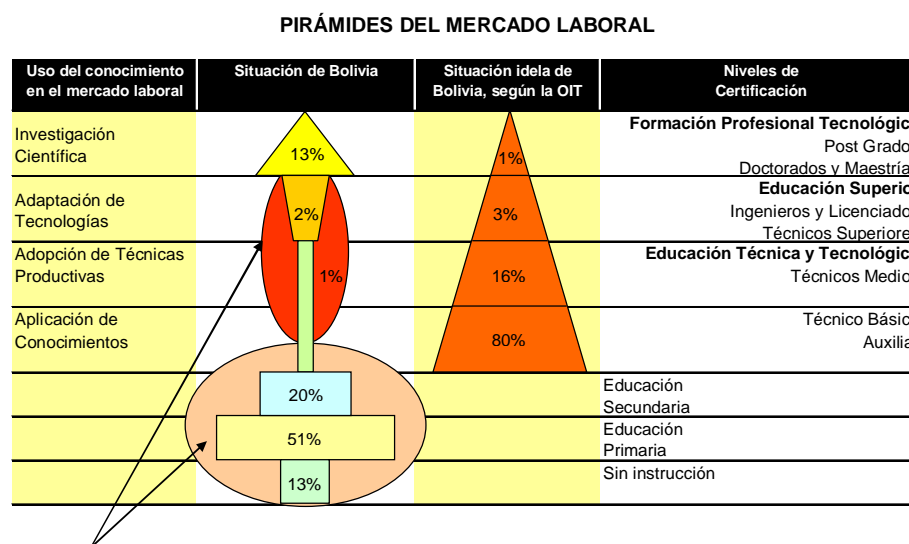 PIRÁMIDES DEL MERCADO LABORAL
Uso del conocimiento
en el mercado laboral
Situación de Bolivia
Situación idela de
Bolivia, según la OIT
Niveles de
Certificación
Investigación
Científica
13%
1%
Formación Profesional Tecnológic
Post Grado
Doctorados y Maestría
Adaptación de
Tecnologías
2%
3%
Educación Superio
Ingenieros y Licenciado
Técnicos Superiore
Adopción de Técnicas
Productivas
1%
16%
Educación Técnica y Tecnológic
Técnicos Medio
Aplicación de
Conocimientos
80%
Técnico Básic
Auxilia
20%
Educación
Secundaria
51%
Educación
Primaria
13%
Sin instrucción